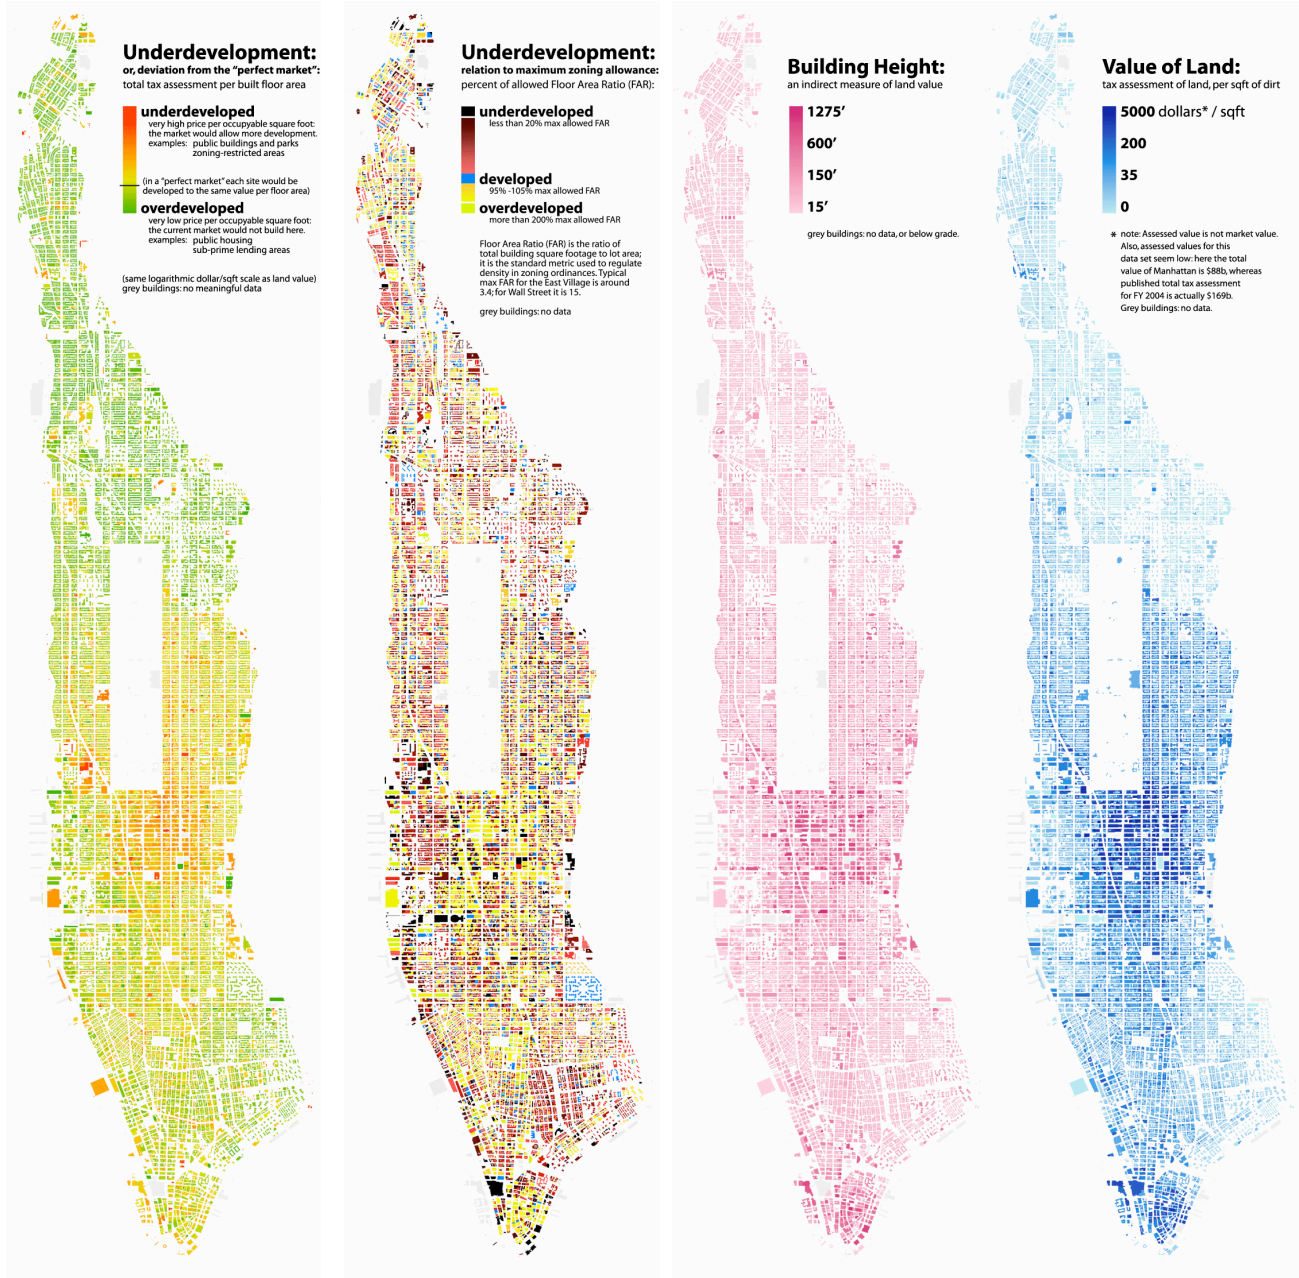 Underdevelopment:
or, deviation from the “perfect market”:
total tax assessment per built floor area
underdeveloped
very high price per occupyable square foot:
the market would allow more development.
examples: public buildings and parks
zoning-restricted areas
(in a “perfect market” each site would be
developed to the same value per floor area)
overdeveloped
very low price per occupyable square foot:
the current market would not build here.
examples: public housing
sub-prime lending areas
(same logarithmic dollar/sqft scale as land value)
grey buildings: no meaningful data
Underdevelopment:
relation to maximum zoning allowance:
percent of allowed Floor Area Ratio (FAR):
underdeveloped
less than 20% max allowed FAR
developed
95% -105% max allowed FAR
overdeveloped
more than 200% max allowed FAR
Floor Area Ratio (FAR) is the ratio of
total building square footage to lot area;
it is the standard metric used to regulate
density in zoning ordinances. Typical
max FAR for the East Village is around
3.4; for Wall Street it is 15.
grey buildings: no data
Building Height:
an indirect measure of land value
1275’
600’
150’
15’
grey buildings: no data, or below grade.
Value of Land:
tax assessment of land, per sqft of dirt
5000 dollars* / sqft
200
35
0
* note: Assessed value is not market value.
Also, assessed values for this
data set seem low: here the total
value of Manhattan is $88b, whereas
published total tax assessment
for FY 2004 is actually $169b.
Grey buildings: no data.